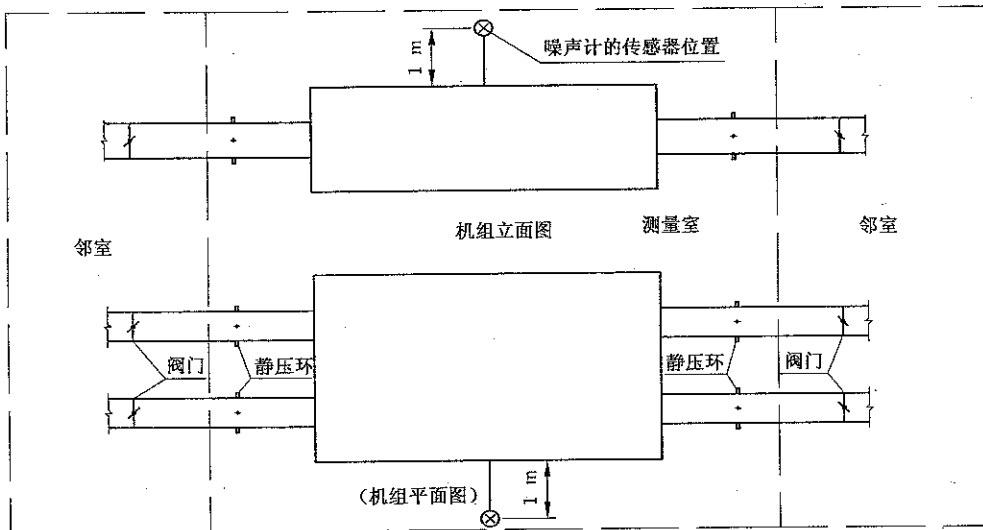 1 m
噪声计的传感器位置
机组立面图
测量室
邻室
邻室
阀门
静压环
静压环
阀门
(机组平面图)
1 m